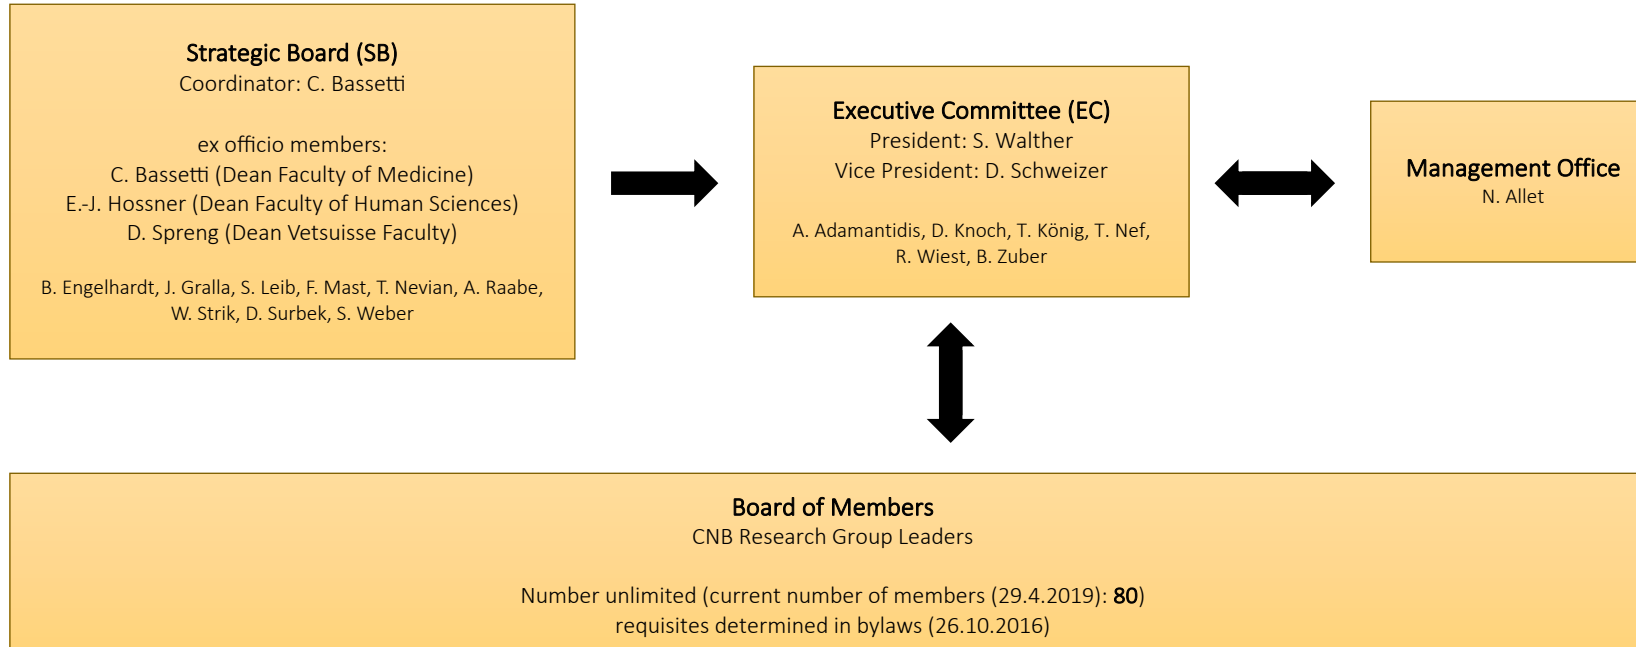 Strategic Board (SB)
Coordinator: C. Bassetti
ex officio members:
C. Bassetti (Dean Faculty of Medicine)
E.-J. Hossner (Dean Faculty of Human Sciences)
D. Spreng (Dean Vetsuisse Faculty)
B. Engelhardt, J. Gralla, S. Leib, F. Mast, T. Nevian, A. Raabe,
W. Strik, D. Surbek, S. Weber
Executive Committee (EC)
President: S. Walther
Vice President: D. Schweizer
A. Adamantidis, D. Knoch, T. König, T. Nef,
R. Wiest, B. Zuber
Management Office
N. Allet
Board of Members
CNB Research Group Leaders
Number unlimited (current number of members (29.4.2019): 80)
requisites determined in bylaws (26.10.2016)